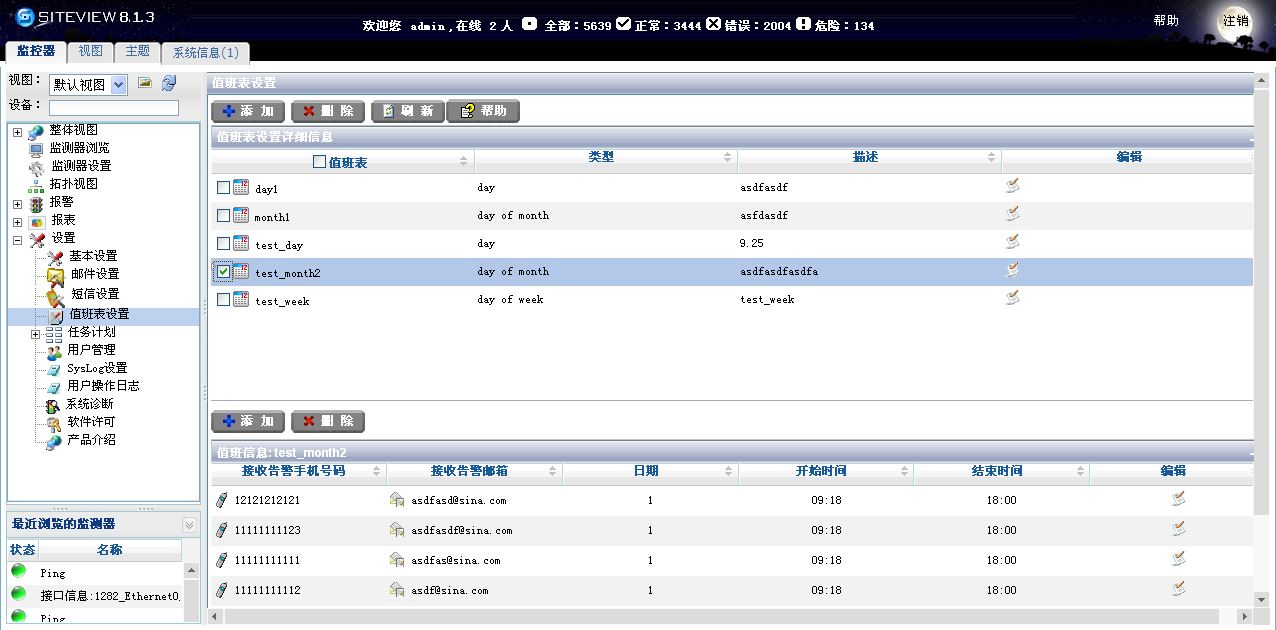 SITEVIEW 8.1.3
欢迎您 admin,在线 2 人 全部：5639 正常：3444 错误：2004 危险：134
帮助 注销
监控器 视图 主题 系统信息(1)
视图： 默认视图
设备：
整体视图
监测器浏览
监测器设置
拓扑视图
报警
报表
设置
基本设置
邮件设置
短信设置
值班表设置
任务计划
用户管理
SysLog设置
用户操作日志
系统诊断
软件许可
产品介绍
最近浏览的监测器
状态 名称
Ping
接口信息:1282_Ethernet0,
Ping
值班表设置
添 加 删 除 刷 新 帮助
值班表设置详细信息
值班表 类型 描述 编辑
day1 day asdfasdf
month1 day of month asfdasdf
test_day day 9.25
test_month2 day of month asdfasdfasdfa
test_week day of week test_week
添 加 删 除
值班信息: test_month2
接收告警手机号码 接收告警邮箱 日期 开始时间 结束时间 编辑
12121212121 asdfasd@sina.com 1 09:18 18:00
11111111123 asdfasdf@sina.com 1 09:18 18:00
11111111111 asdfa@sina.com 1 09:18 18:00
11111111112 asdf@sina.com 1 09:18 18:00